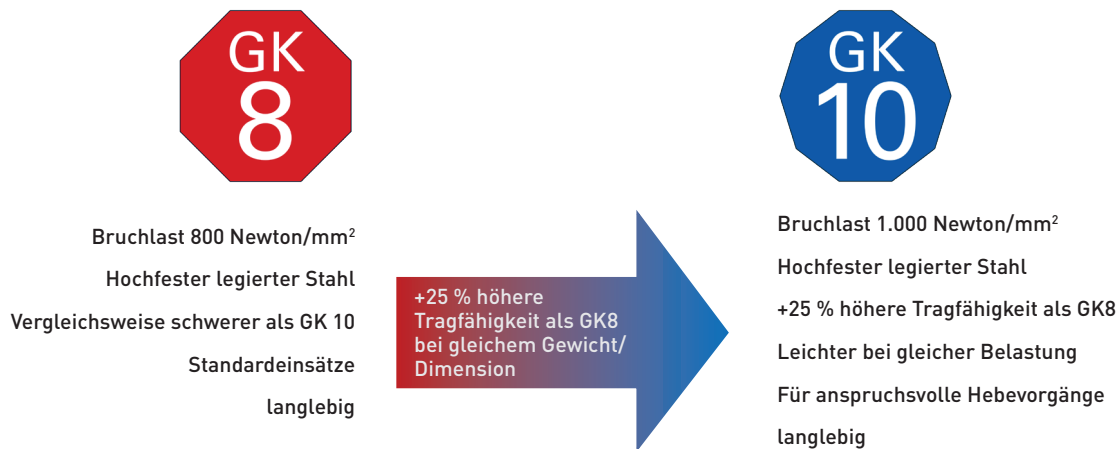 GK
8
Bruchlast 800 Newton/mm²
Hochfester legierter Stahl
Vergleichsweise schwerer als GK 10
Standardeinsätze
langlebig
+25 % höhere
Tragfähigkeit als GK8
bei gleichem Gewicht/
Dimension
GK
10
Bruchlast 1.000 Newton/mm²
Hochfester legierter Stahl
+25 % höhere Tragfähigkeit als GK8
Leichter bei gleicher Belastung
Für anspruchsvolle Hebevorgänge
langlebig